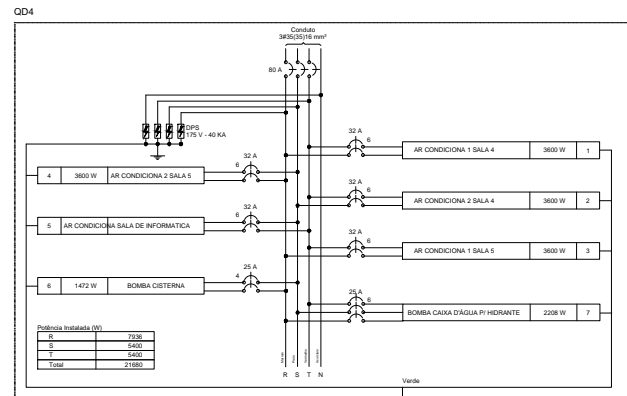 QD4
Conduto
3#35(35)16 mm²
80 A
DPS
175 V - 40 KA
32 A
6
AR CONDICIONA 1 SALA 4 3600 W 1
32 A
6
4 3600 W AR CONDICIONA 2 SALA 5
32 A
6
AR CONDICIONA 2 SALA 4 3600 W 2
32 A
6
5 AR CONDICIONA SALA DE INFORMATICA
32 A
6
AR CONDICIONA 1 SALA 5 3600 W 3
25 A
4
6 1472 W BOMBA CISTERNA
25 A
6
BOMBA CAIXA D'ÁGUA P/ HIDRANTE 2208 W 7
Potência Instalada (W)
R 7936
S 5400
T 5400
Total 21680
R S T N
Verde